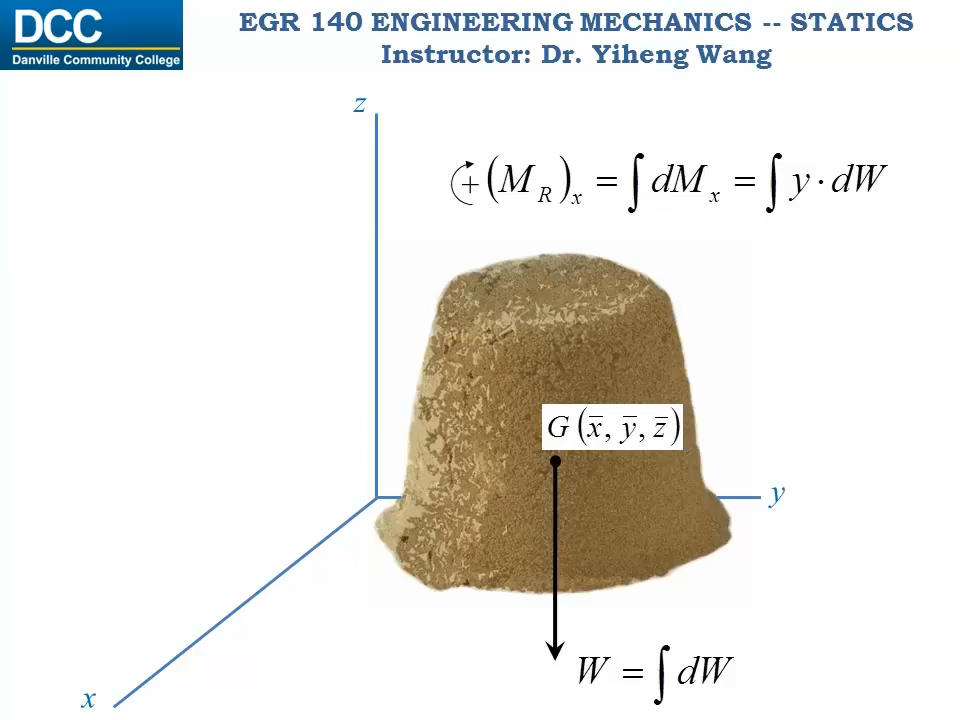 DCC
Danville Community College
EGR 140 ENGINEERING MECHANICS -- STATICS
Instructor: Dr. Yiheng Wang
z
+ (M_R)_x = ∫ dM_x = ∫ y · dW
G (x̅, y̅, z̅)
y
W = ∫ dW
x